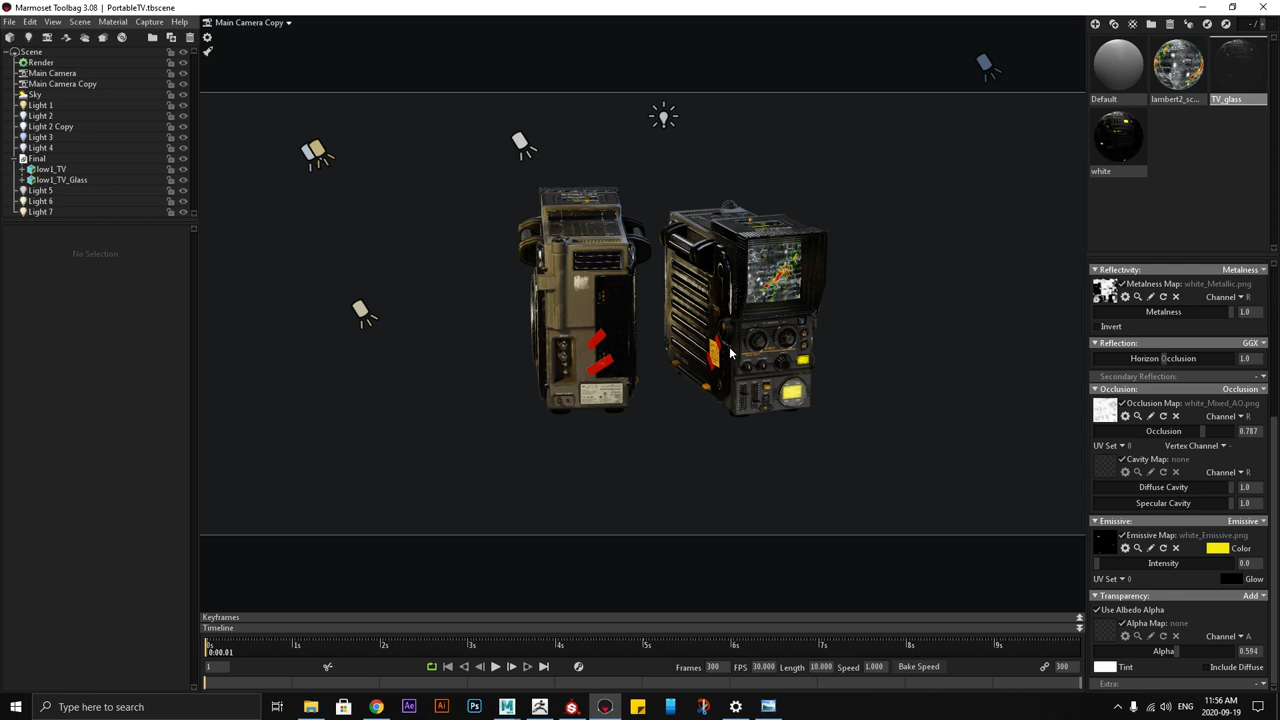 Marmoset Toolbag 3.08 | PortableTV.tbscene
File Edit View Scene Material Capture Help
Main Camera Copy
Scene
Render
Main Camera
Main Camera Copy
Sky
Light 1
Light 2
Light 2 Copy
Light 3
Light 4
Final
low1_TV
low1_TV_Glass
Light 5
Light 6
Light 7
No Selection
Default lambert2_sc... TV_glass
white
Reflectivity: Metalness
Metalness Map: white_Metallic.png
Channel R
Metalness 1.0
Invert
Reflection: GGX
Horizon Occlusion 1.0
Secondary Reflection: -
Occlusion: Occlusion
Occlusion Map: white_Mixed_AO.png
Channel R
Occlusion 0.787
UV Set 0 Vertex Channel -
Cavity Map: none
Channel R
Diffuse Cavity 1.0
Specular Cavity 1.0
Emissive: Emissive
Emissive Map: white_Emissive.png
Color
Intensity 0.0
UV Set 0 Glow
Transparency: Add
Use Albedo Alpha
Alpha Map: none
Channel A
Alpha 0.594
Tint Include Diffuse
Extra: -
Keyframes
Timeline
0s 1s 2s 3s 4s 5s 6s 7s 8s 9s
0:00.01
1 Frames 300 FPS 30.000 Length 10.000 Speed 1.000 Bake Speed 300
Type here to search
Ae Ai Ps M
11:56 AM
2020-09-19